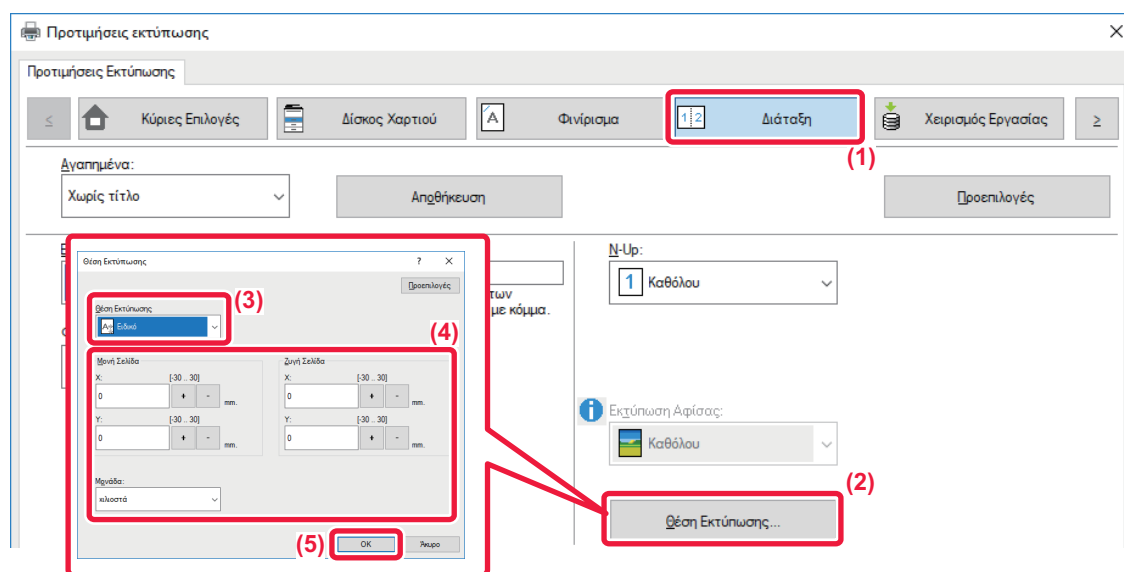 Προτιμήσεις εκτύπωσης
Προτιμήσεις Εκτύπωσης
< Κύριες Επιλογές Δίσκος Χαρτιού Φινίρισμα 1 2 Διάταξη Χειρισμός Εργασίας >
(1)
Αγαπημένα:
Χωρίς τίτλο Αποθήκευση Προεπιλογές
N-Up:
1 Καθόλου
των
με κόμμα.
Θέση Εκτύπωσης ? X
Προεπιλογές
(3)
Θέση Εκτύπωσης
Ειδικό
(4)
Μονή Σελίδα Ζυγή Σελίδα
X: [-30 .. 30] X: [-30 .. 30]
0 + - mm. 0 + - mm.
Y: [-30 .. 30] Y: [-30 .. 30]
0 + - mm. 0 + - mm.
Μονάδα:
χιλιοστά
(5) OK Άκυρο
Εκτύπωση Αφίσας:
Καθόλου
(2)
Θέση Εκτύπωσης...